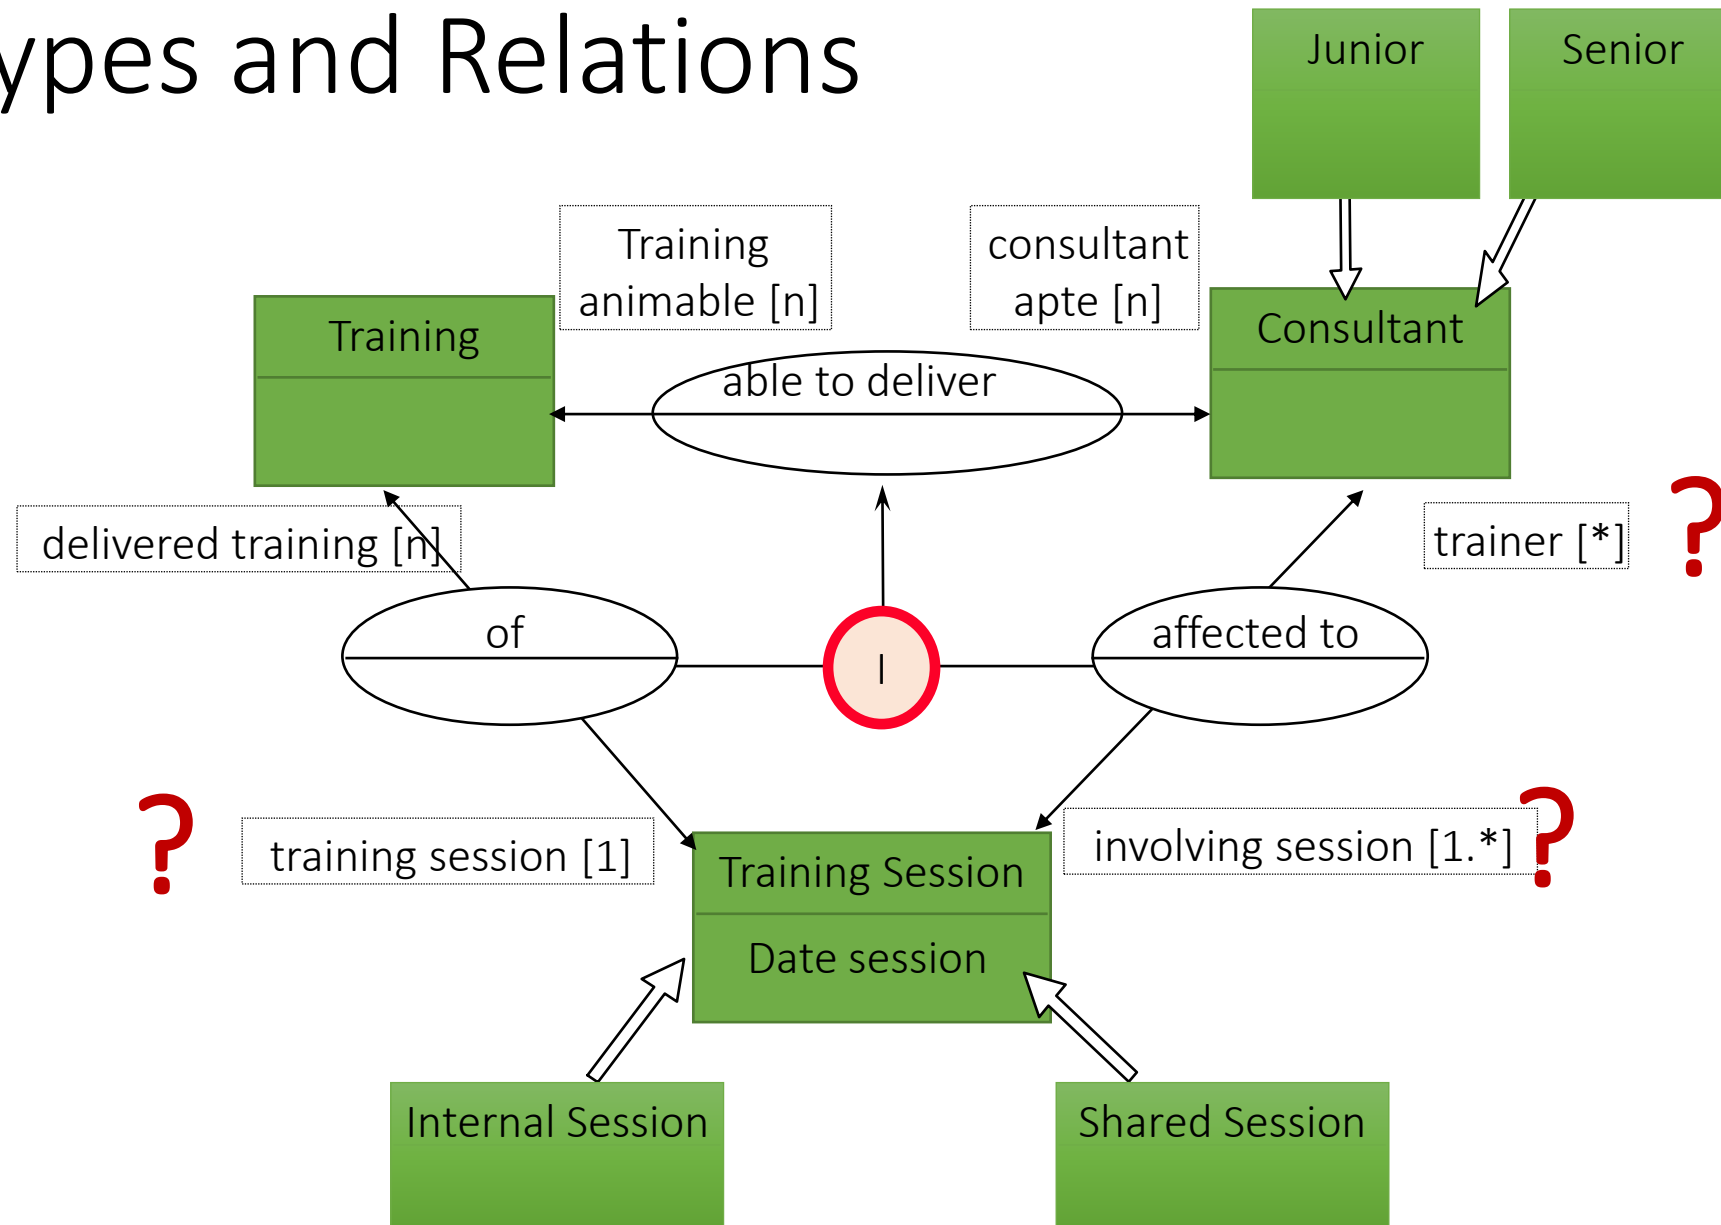 ypes and Relations
Junior
Senior
Training
animable [n]
consultant
apte [n]
Training
Consultant
able to deliver
delivered training [n]
trainer [*]
?
of
I
affected to
?
training session [1]
involving session [1.*]
?
Training Session
Date session
Internal Session
Shared Session